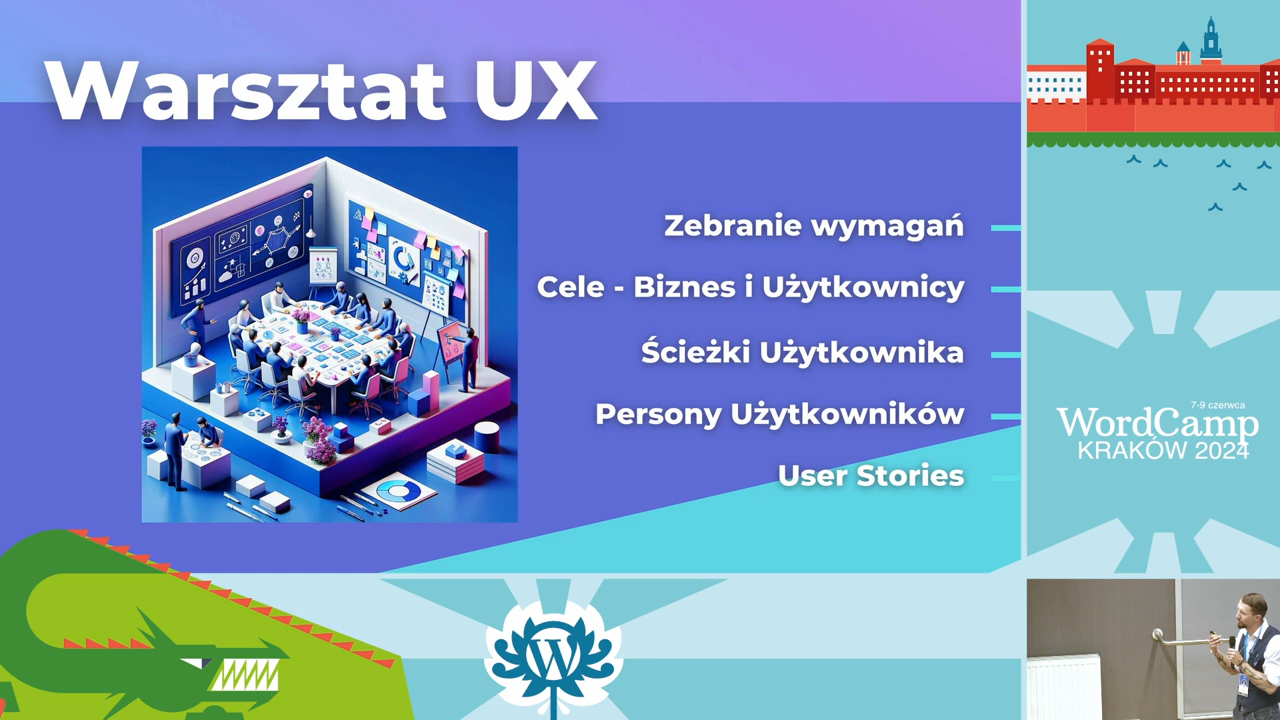 Warsztat UX
Zebranie wymagań
Cele - Biznes i Użytkownicy
Ścieżki Użytkownika
Persony Użytkowników
User Stories
7-9 czerwca
WordCamp
KRAKÓW 2024
W